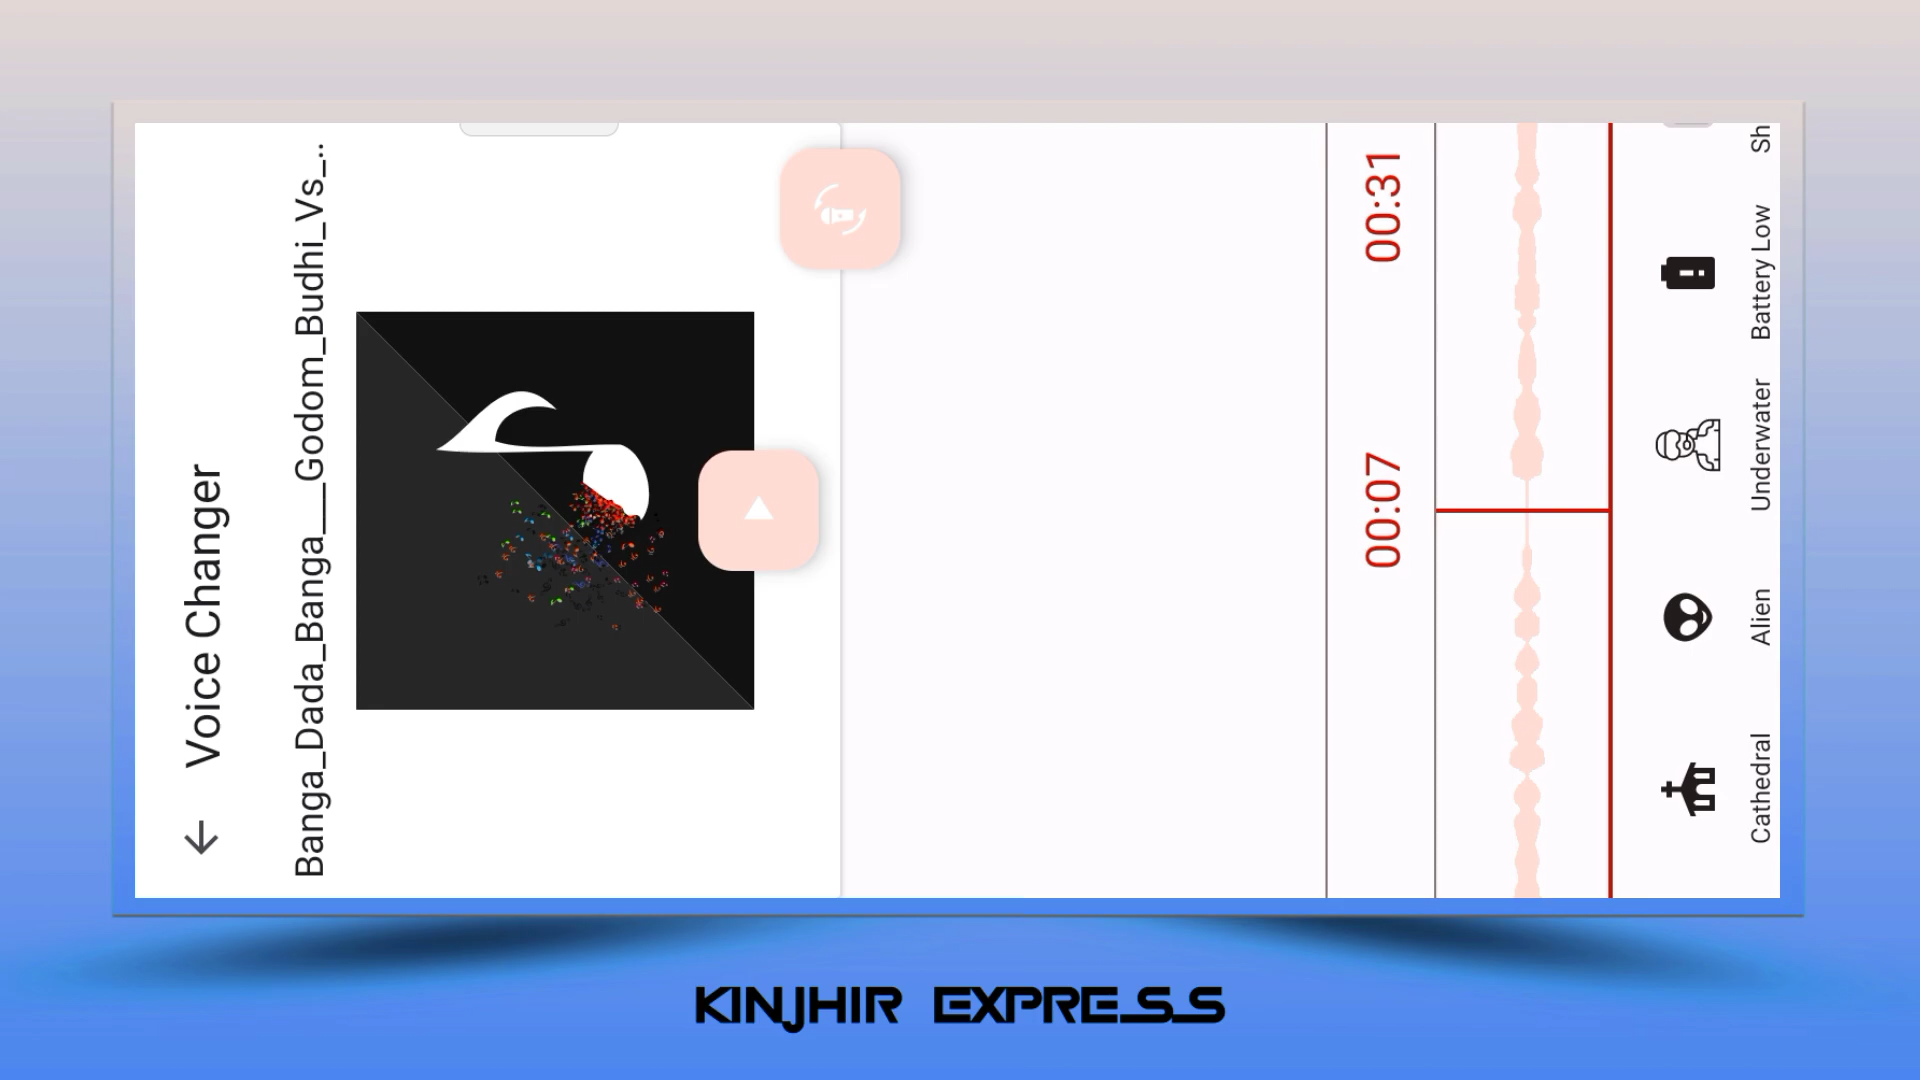 Voice Changer
Banga_Dada_Banga___Godom_Budhi_Vs_..
00:07
00:31
Cathedral
Alien
Underwater
Battery Low
Sh
KINJHIR EXPRESS